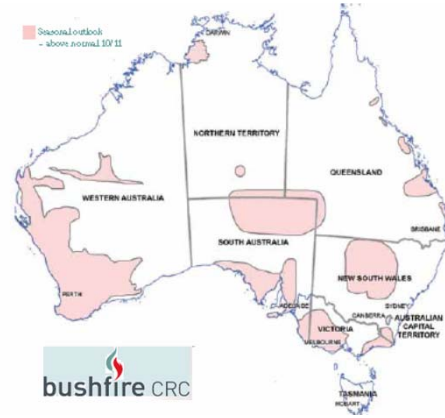 Seasonal outlook
- above normal 10/11
DARWIN
NORTHERN TERRITORY
QUEENSLAND
WESTERN AUSTRALIA
BRISBANE
SOUTH AUSTRALIA
NEW SOUTH WALES
PERTH
ADELAIDE
SYDNEY
CANBERRA
AUSTRALIAN
CAPITAL
TERRITORY
VICTORIA
MELBOURNE
TASMANIA
HOBART
bushfire CRC